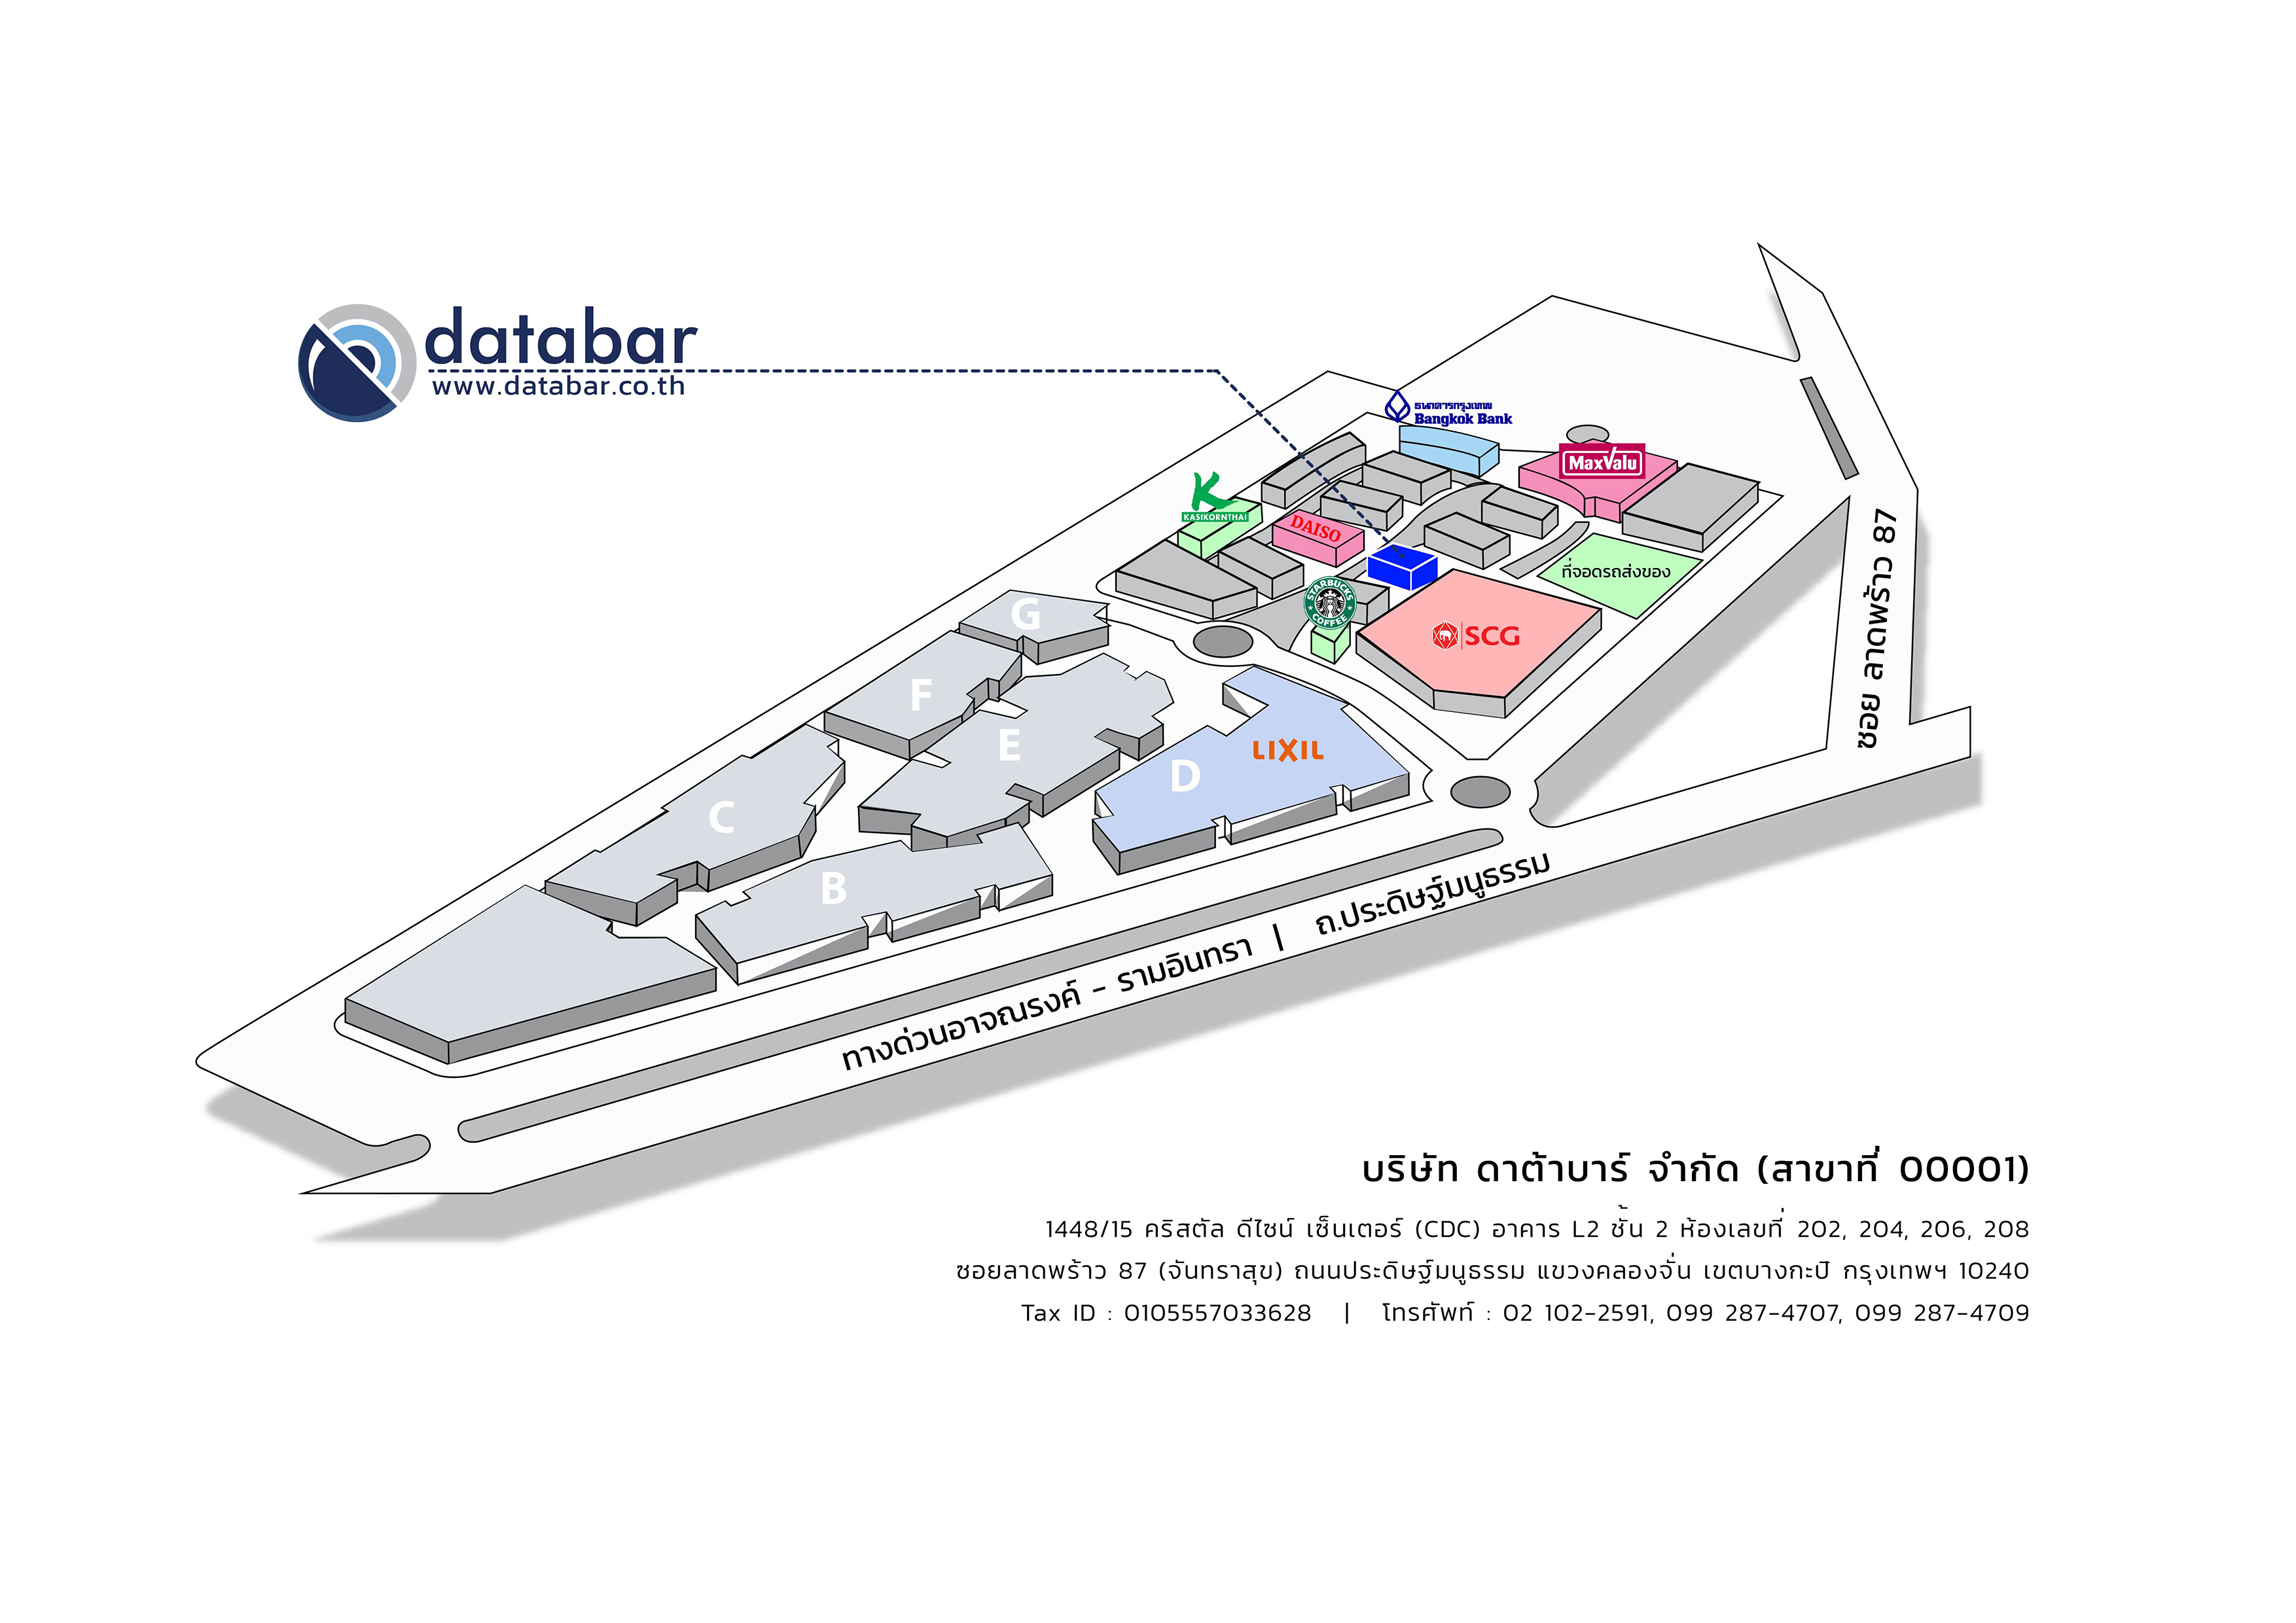 databar
www.databar.co.th
ธนาคารกรุงเทพ
Bangkok Bank
MaxValu
K
KASIKORNTHAI
DAISO
ที่จอดรถส่งของ
STARBUCKS
COFFEE
SCG
G
F
E
LIXIL
D
C
B
ซอย ลาดพร้าว 87
ทางด่วนอาจณรงค์ - รามอินทรา | ถ.ประดิษฐ์มนูธรรม
บริษัท ดาต้าบาร์ จำกัด (สาขาที่ 00001)
1448/15 คริสตัล ดีไซน์ เซ็นเตอร์ (CDC) อาคาร L2 ชั้น 2 ห้องเลขที่ 202, 204, 206, 208
ซอยลาดพร้าว 87 (จันทราสุข) ถนนประดิษฐ์มนูธรรม แขวงคลองจั่น เขตบางกะปิ กรุงเทพฯ 10240
Tax ID : 0105557033628 | โทรศัพท์ : 02 102-2591, 099 287-4707, 099 287-4709